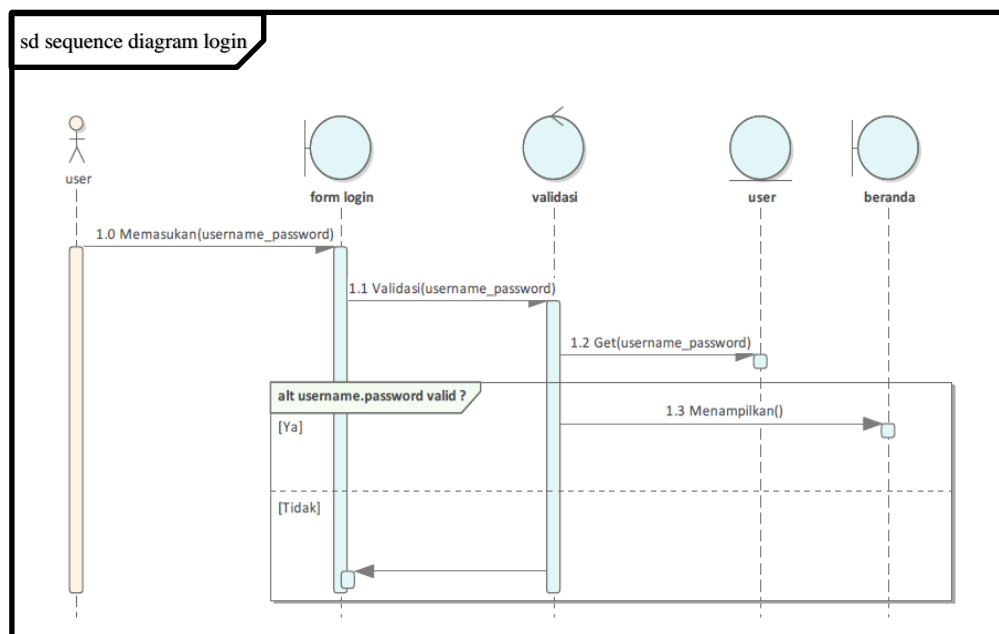 sd sequence diagram login
user
form login
validasi
user
beranda
1.0 Memasukan(username_password)
1.1 Validasi(username_password)
1.2 Get(username_password)
alt username.password valid ?
1.3 Menampilkan()
[Ya]
[Tidak]